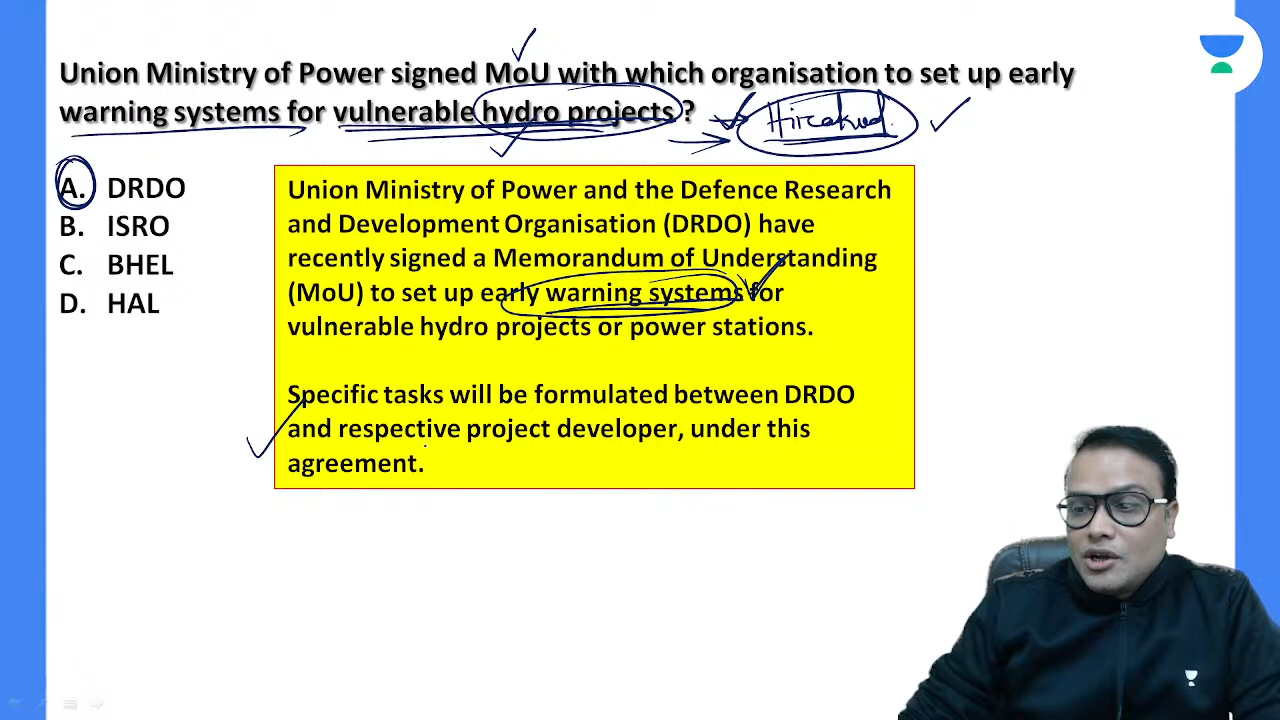 Union Ministry of Power signed MoU with which organisation to set up early
warning systems for vulnerable hydro projects ?
Hirakud
A. DRDO
B. ISRO
C. BHEL
D. HAL
Union Ministry of Power and the Defence Research
and Development Organisation (DRDO) have
recently signed a Memorandum of Understanding
(MoU) to set up early warning systems for
vulnerable hydro projects or power stations.
Specific tasks will be formulated between DRDO
and respective project developer, under this
agreement.